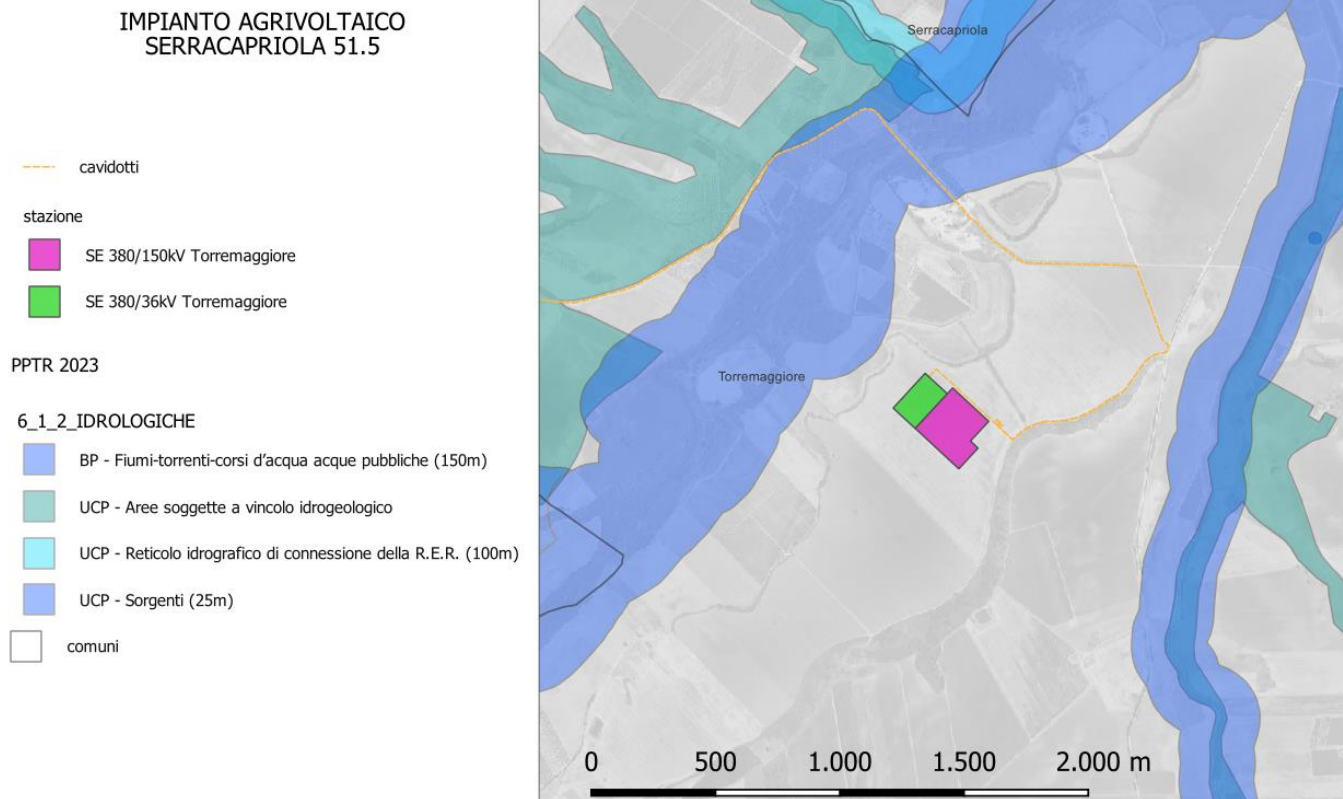 IMPIANTO AGRIVOLTAICO
SERRACAPRIOLA 51.5
cavidotti
stazione
SE 380/150kV Torremaggiore
SE 380/36kV Torremaggiore
PPTR 2023
6_1_2_IDROLOGICHE
BP - Fiumi-torrenti-corsi d'acqua acque pubbliche (150m)
UCP - Aree soggette a vincolo idrogeologico
UCP - Reticolo idrografico di connessione della R.E.R. (100m)
UCP - Sorgenti (25m)
comuni
Serracapriola
Torremaggiore
0 500 1.000 1.500 2.000 m